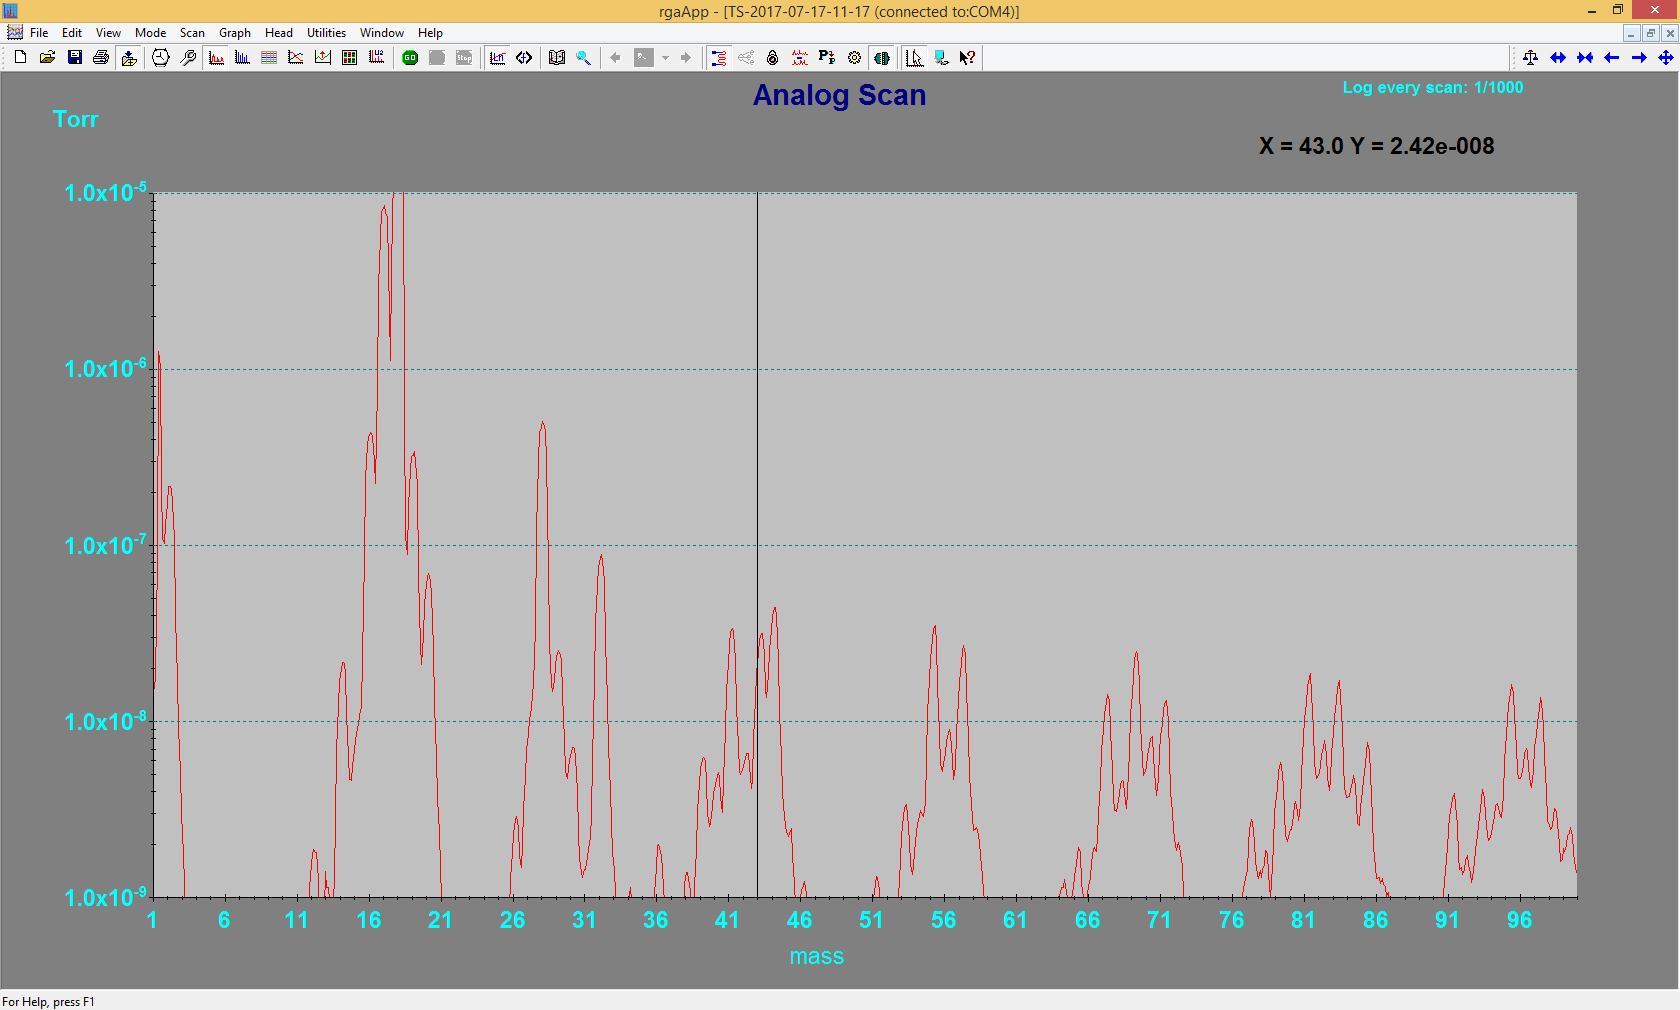 rgaApp - [TS-2017-07-17-11-17 (connected to:COM4)]
File Edit View Mode Scan Graph Head Utilities Window Help
GO Stop
Analog Scan
Log every scan: 1/1000
Torr
X = 43.0 Y = 2.42e-008
1.0x10⁻⁵
1.0x10⁻⁶
1.0x10⁻⁷
1.0x10⁻⁸
1.0x10⁻⁹
1 6 11 16 21 26 31 36 41 46 51 56 61 66 71 76 81 86 91 96
mass
For Help, press F1